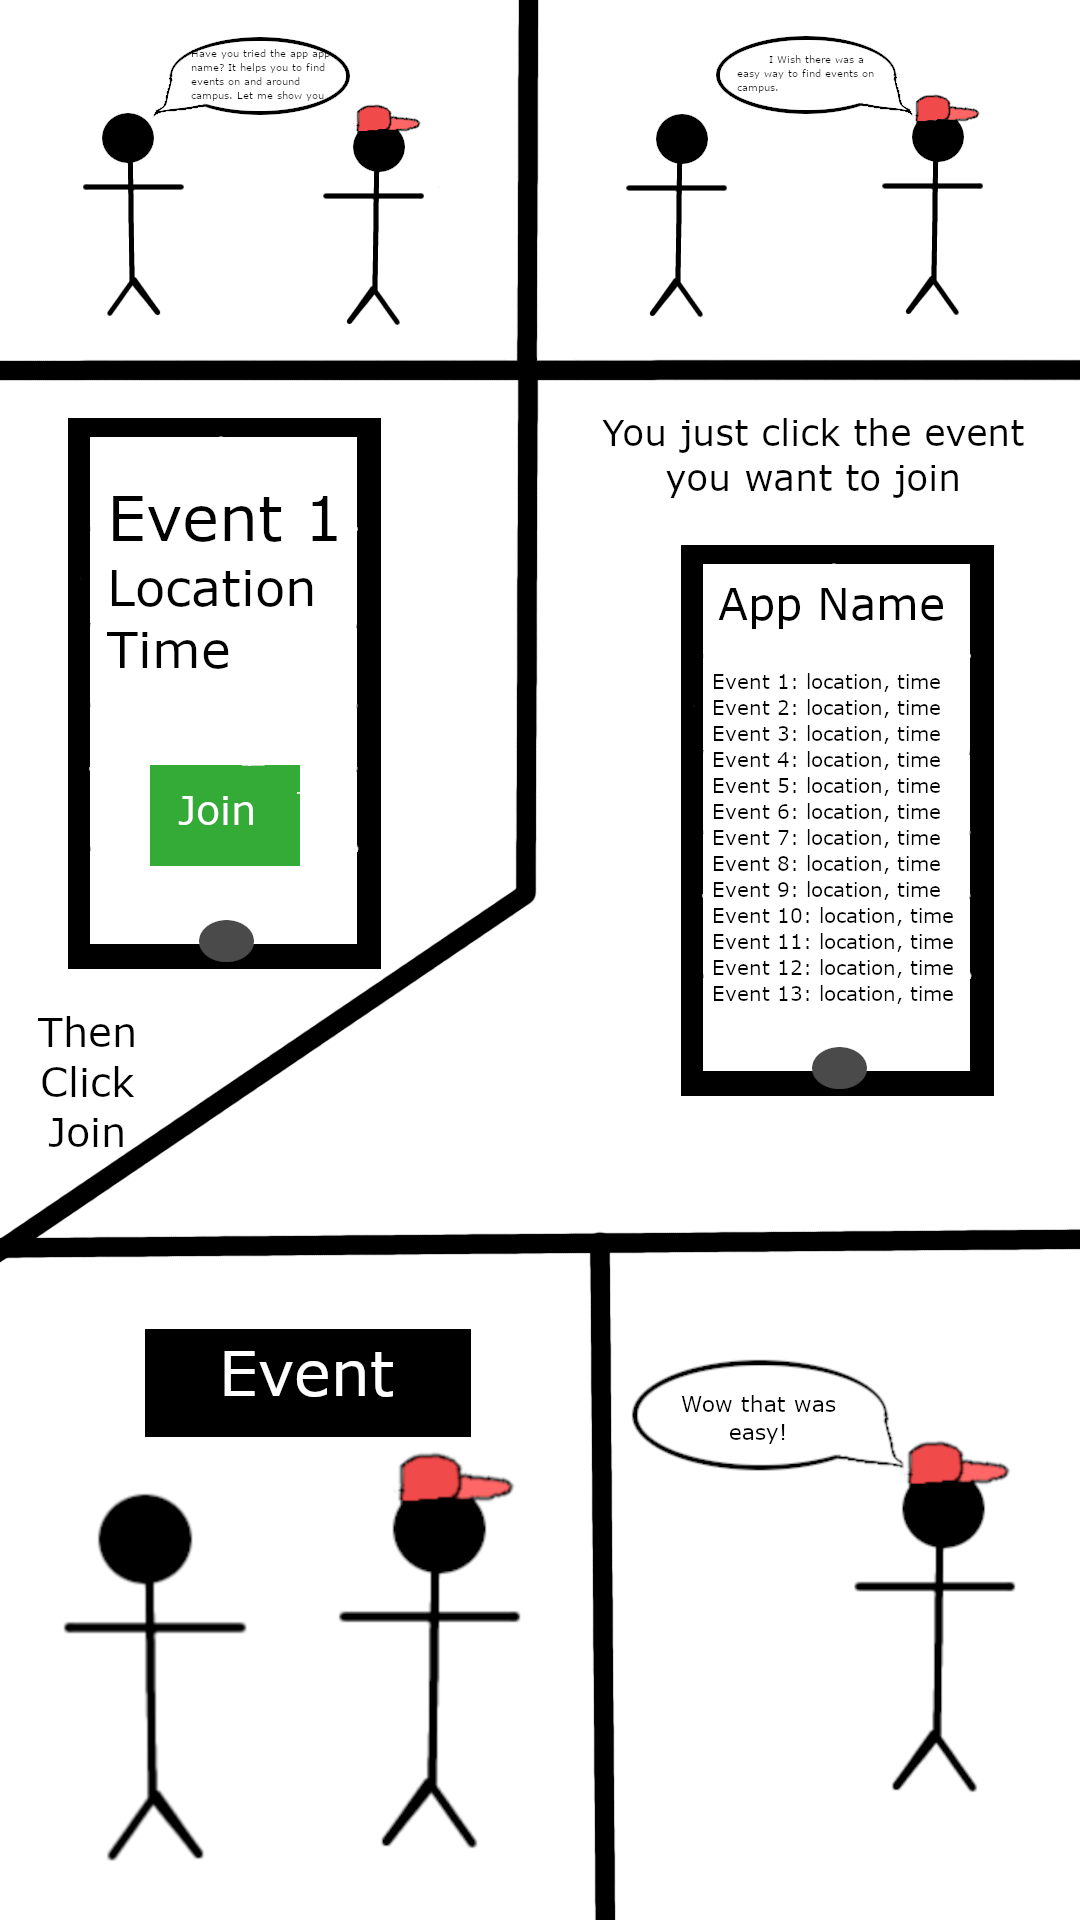 Have you tried the app app
name? It helps you to find
events on and around
campus. Let me show you
I Wish there was a
easy way to find events on
campus.
Event 1
Location
Time
Join
Then
Click
Join
You just click the event
you want to join
App Name
Event 1: location, time
Event 2: location, time
Event 3: location, time
Event 4: location, time
Event 5: location, time
Event 6: location, time
Event 7: location, time
Event 8: location, time
Event 9: location, time
Event 10: location, time
Event 11: location, time
Event 12: location, time
Event 13: location, time
Event
Wow that was
easy!